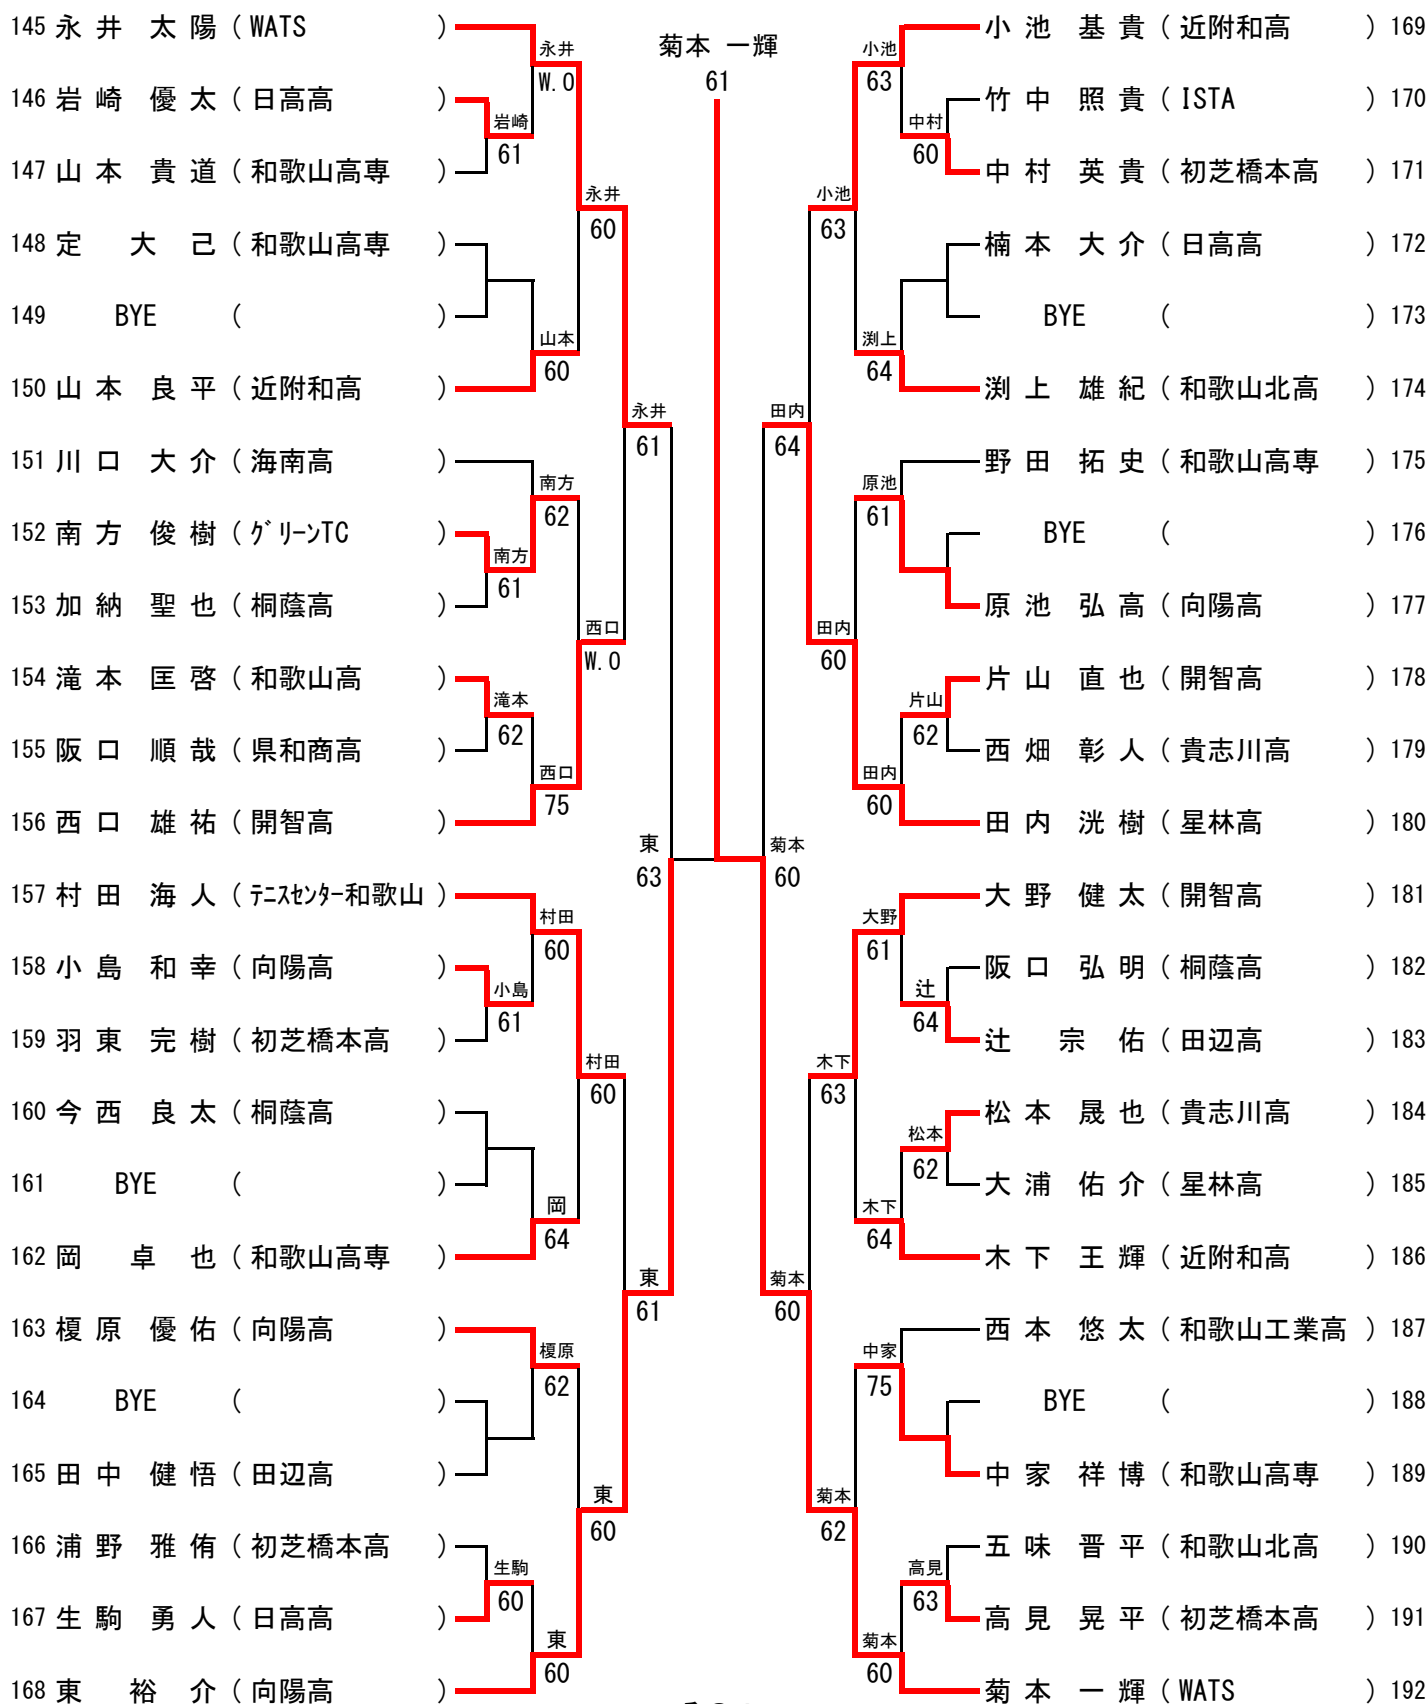 菊本 一輝
61
145 永井 太陽 ( WATS )
146 岩崎 優太 ( 日高高 )
147 山本 貴道 ( 和歌山高専 )
148 定 大己 ( 和歌山高専 )
149 BYE ( )
150 山本 良平 ( 近附和高 )
151 川口 大介 ( 海南高 )
152 南方 俊樹 ( グリーンTC )
153 加納 聖也 ( 桐蔭高 )
154 滝本 匡啓 ( 和歌山高 )
155 阪口 順哉 ( 県和商高 )
156 西口 雄祐 ( 開智高 )
157 村田 海人 ( テニスセンター和歌山 )
158 小島 和幸 ( 向陽高 )
159 羽東 完樹 ( 初芝橋本高 )
160 今西 良太 ( 桐蔭高 )
161 BYE ( )
162 岡 卓也 ( 和歌山高専 )
163 榎原 優佑 ( 向陽高 )
164 BYE ( )
165 田中 健悟 ( 田辺高 )
166 浦野 雅侑 ( 初芝橋本高 )
167 生駒 勇人 ( 日高高 )
168 東 裕介 ( 向陽高 )
岩崎
61
南方
61
滝本
62
小島
61
生駒
60
永井
W.O
山本
60
南方
62
西口
75
村田
60
岡
64
榎原
62
東
60
永井
60
西口
W.O
村田
60
東
60
永井
61
東
61
東
63
菊本
60
田内
64
菊本
60
小池
63
田内
60
木下
63
菊本
62
小池
63
渕上
64
原池
61
田内
60
大野
61
木下
64
中家
75
菊本
60
中村
60
片山
62
辻
64
松本
62
高見
63
小池 基貴 ( 近附和高 ) 169
竹中 照貴 ( ISTA ) 170
中村 英貴 ( 初芝橋本高 ) 171
楠本 大介 ( 日高高 ) 172
BYE ( ) 173
渕上 雄紀 ( 和歌山北高 ) 174
野田 拓史 ( 和歌山高専 ) 175
BYE ( ) 176
原池 弘高 ( 向陽高 ) 177
片山 直也 ( 開智高 ) 178
西畑 彰人 ( 貴志川高 ) 179
田内 洸樹 ( 星林高 ) 180
大野 健太 ( 開智高 ) 181
阪口 弘明 ( 桐蔭高 ) 182
辻 宗佑 ( 田辺高 ) 183
松本 晟也 ( 貴志川高 ) 184
大浦 佑介 ( 星林高 ) 185
木下 王輝 ( 近附和高 ) 186
西本 悠太 ( 和歌山工業高 ) 187
BYE ( ) 188
中家 祥博 ( 和歌山高専 ) 189
五味 晋平 ( 和歌山北高 ) 190
高見 晃平 ( 初芝橋本高 ) 191
菊本 一輝 ( WATS ) 192